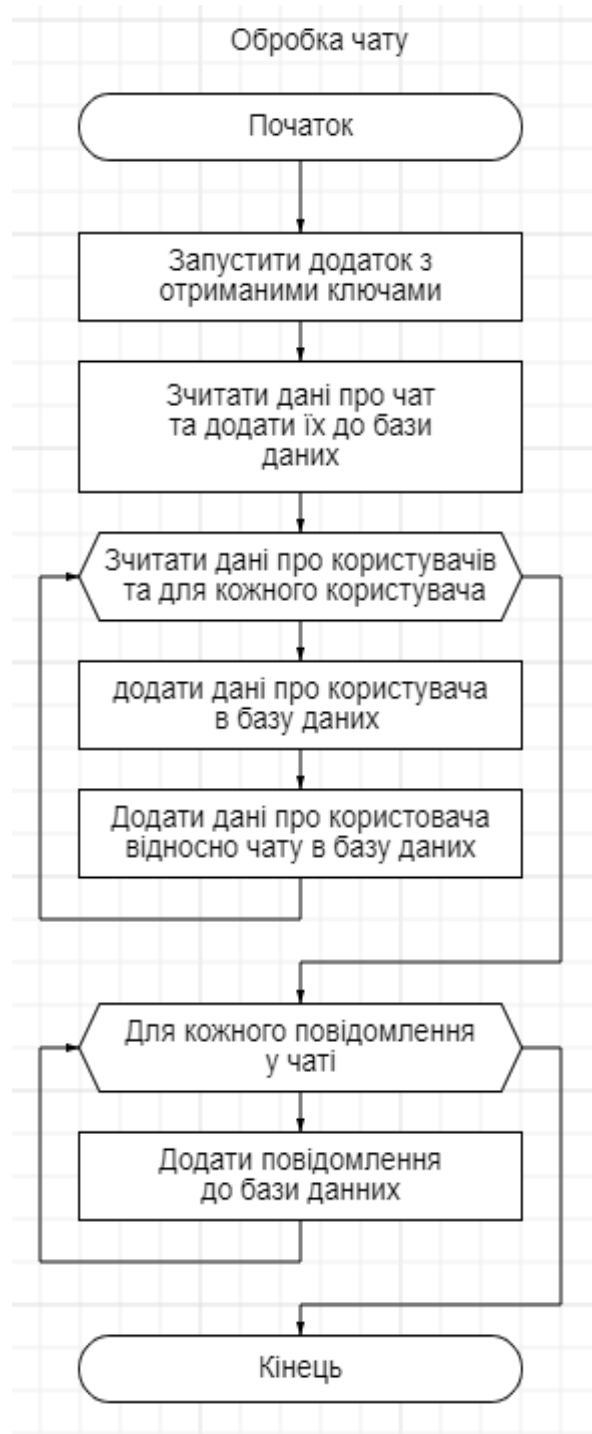 Обробка чату
Початок
Запустити додаток з
отриманими ключами
Зчитати дані про чат
та додати їх до бази
даних
Зчитати дані про користувачів
та для кожного користувача
додати дані про користувача
в базу даних
Додати дані про користовача
відносно чату в базу даних
Для кожного повідомлення
у чаті
Додати повідомлення
до бази данних
Кінець